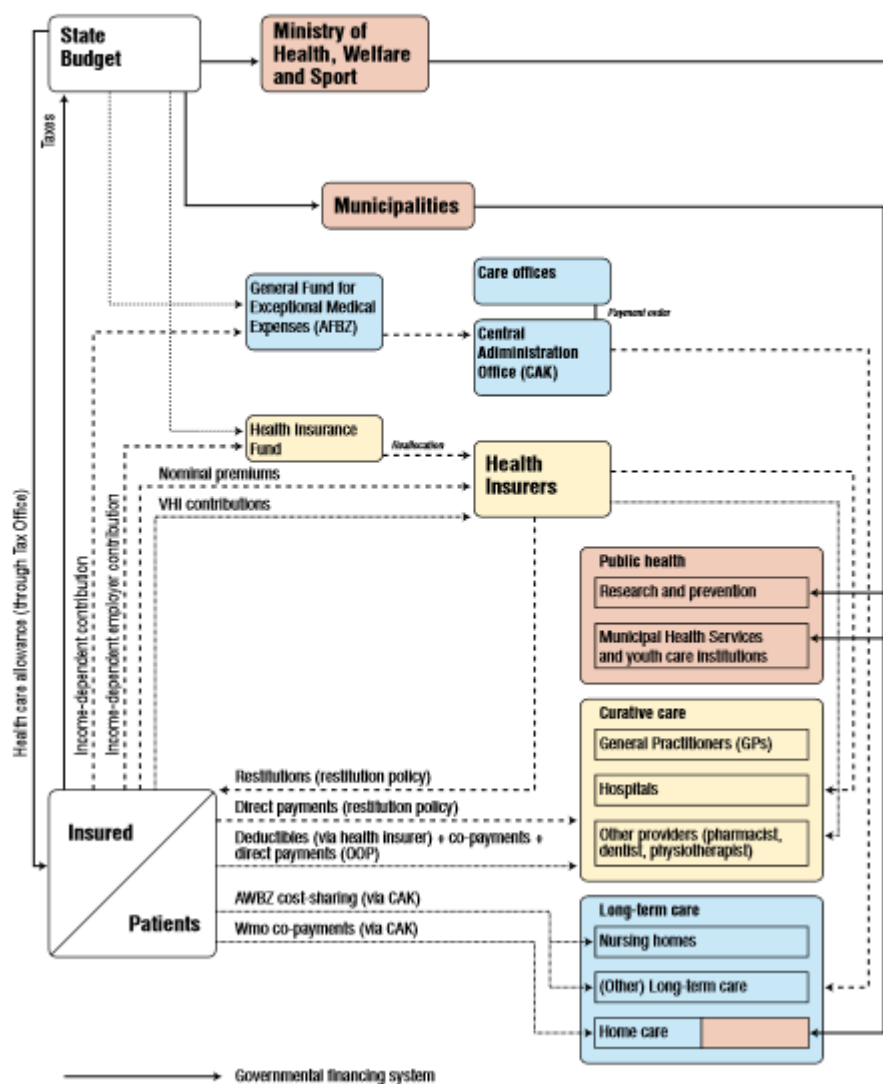 State
Budget
Ministry of
Health, Welfare
and Sport
Taxes
Municipalities
General Fund for
Exceptional Medical
Expenses (AFBZ)
Care offices
Payment order
Central
Adiministration
Office (CAK)
Health Insurance
Fund
Reallocation
Health
Insurers
Nominal premiums
VHI contributions
Health care allowance (through Tax Office)
Income-dependent contribution
Income-dependent employer contribution
Public health
Research and prevention
Municipal Health Services
and youth care institutions
Curative care
General Practitioners (GPs)
Hospitals
Other providers (pharmacist,
dentist, physiotherapist)
Restitutions (restitution policy)
Direct payments (restitution policy)
Deductibles (via health insurer) + co-payments +
direct payments (OOP)
Insured
Patients
AWBZ cost-sharing (via CAK)
Wmo co-payments (via CAK)
Long-term care
Nursing homes
(Other) Long-term care
Home care
Governmental financing system